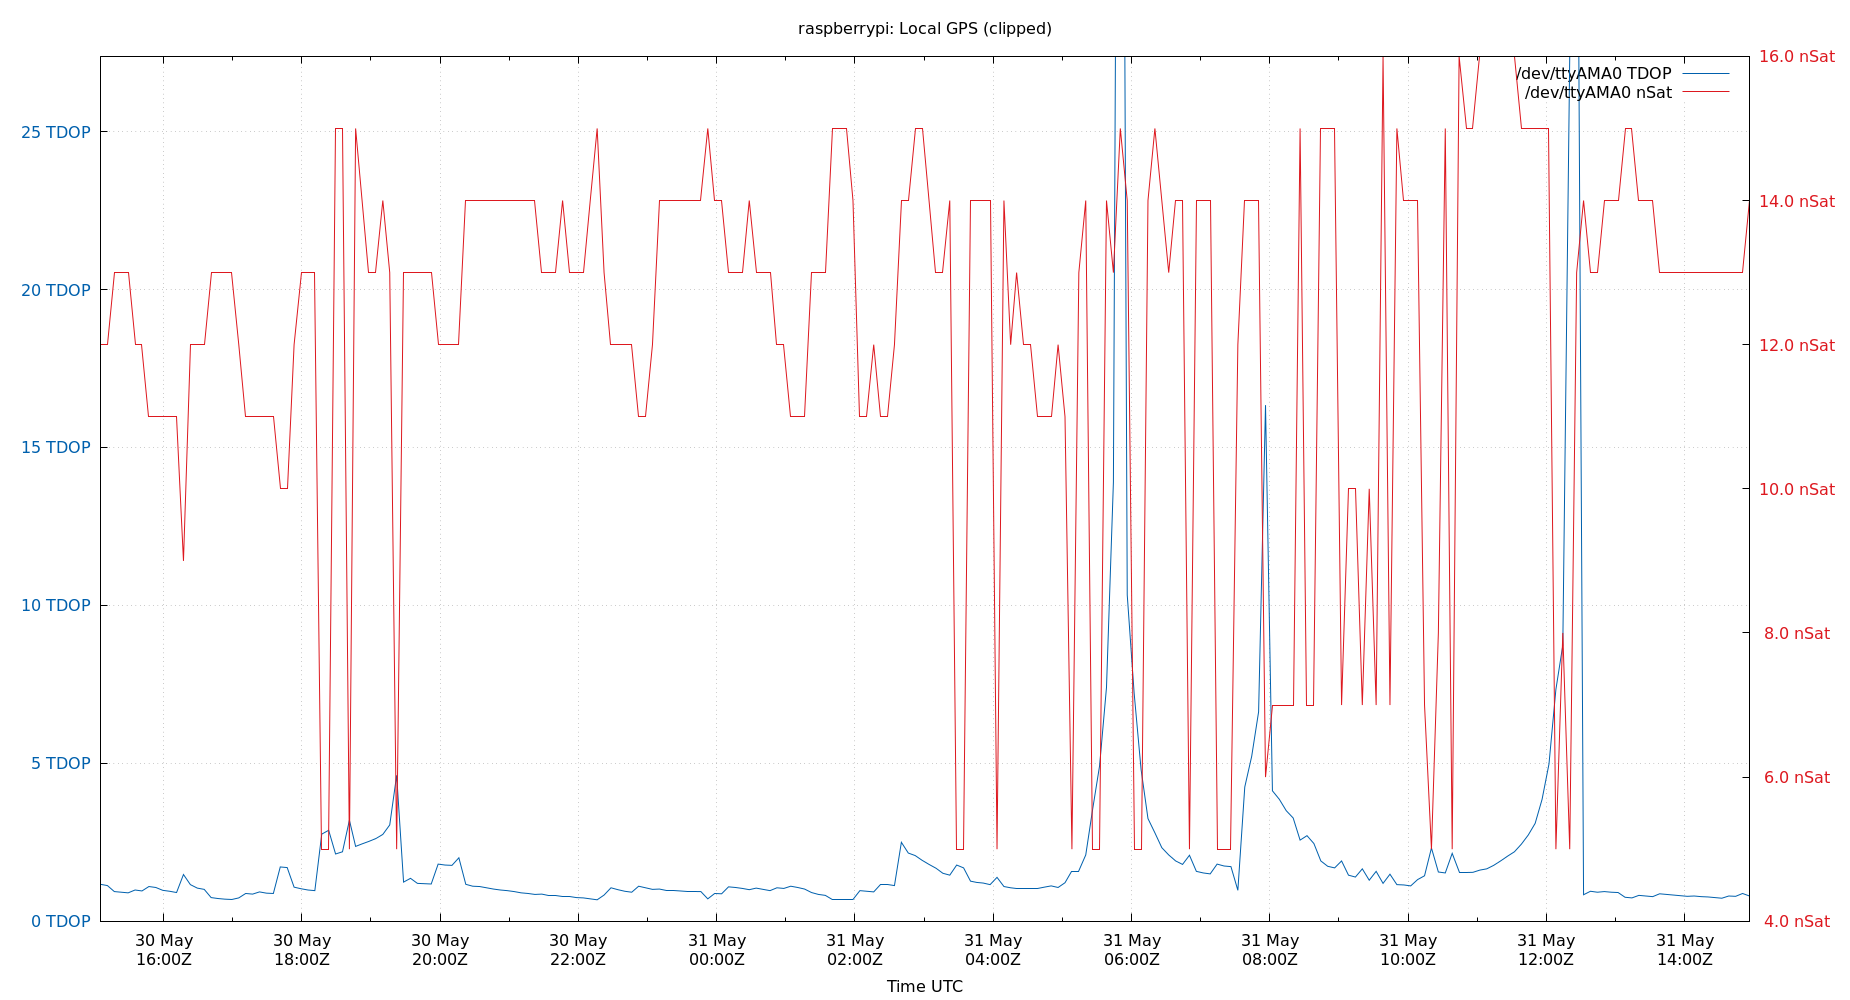 raspberrypi: Local GPS (clipped)
16.0 nSat
/dev/ttyAMA0 TDOP
/dev/ttyAMA0 nSat
25 TDOP
14.0 nSat
20 TDOP
12.0 nSat
15 TDOP
10.0 nSat
10 TDOP
8.0 nSat
5 TDOP
6.0 nSat
0 TDOP
4.0 nSat
30 May 30 May 30 May 30 May 31 May 31 May 31 May 31 May 31 May 31 May 31 May 31 May
16:00Z 18:00Z 20:00Z 22:00Z 00:00Z 02:00Z 04:00Z 06:00Z 08:00Z 10:00Z 12:00Z 14:00Z
Time UTC